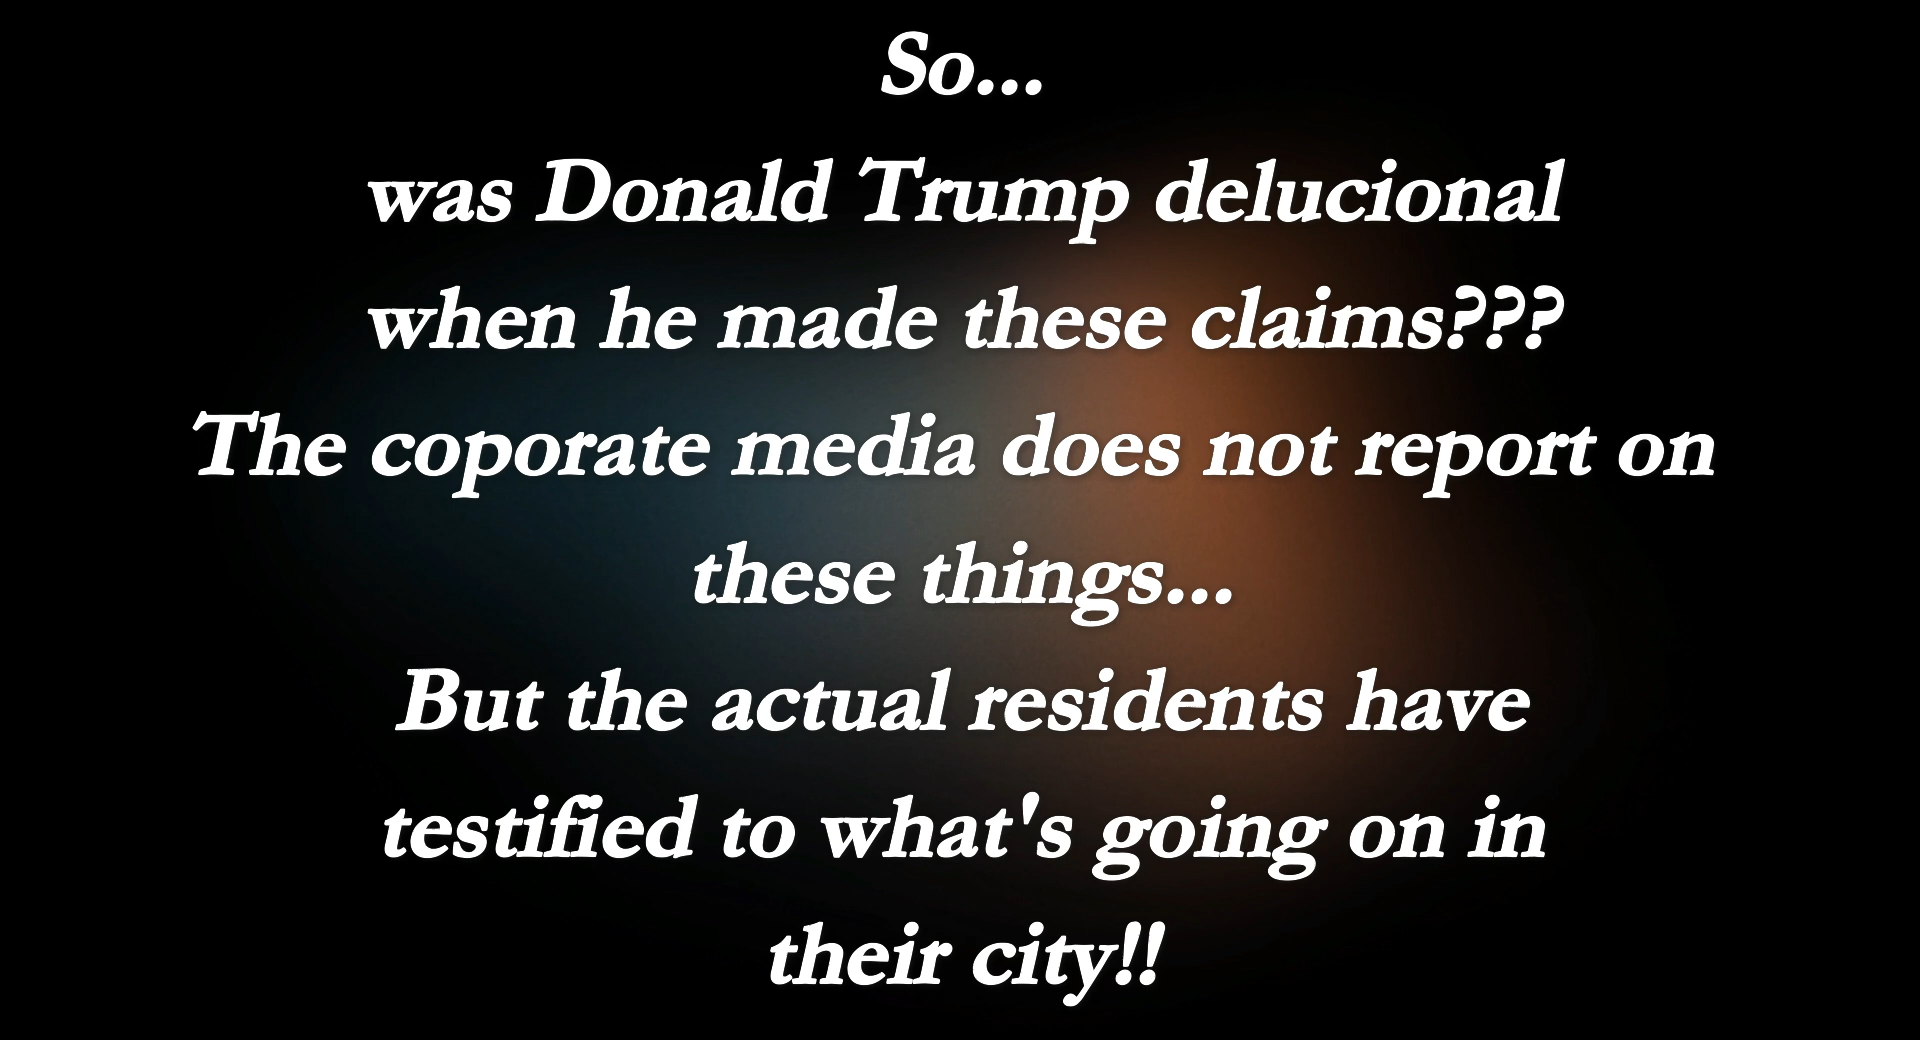 So...
was Donald Trump delucional
when he made these claims???
The coporate media does not report on
these things...
But the actual residents have
testified to what's going on in
their city!!